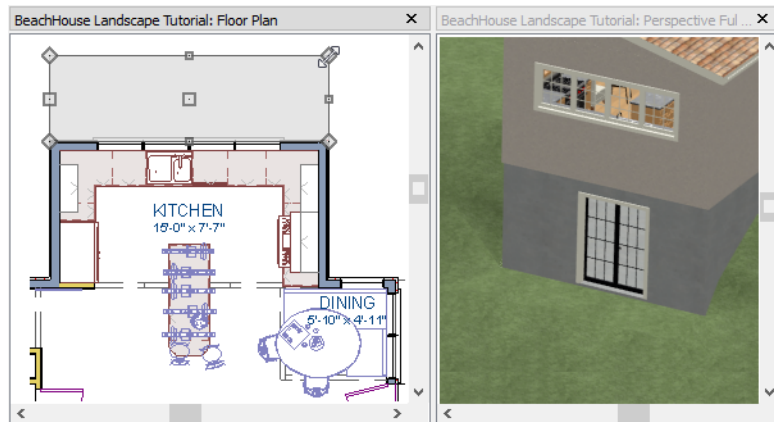 BeachHouse Landscape Tutorial: Floor Plan
BeachHouse Landscape Tutorial: Perspective Ful ...
KITCHEN
15'-0" x 7'-7"
DINING
5'-10" x 4'-11"